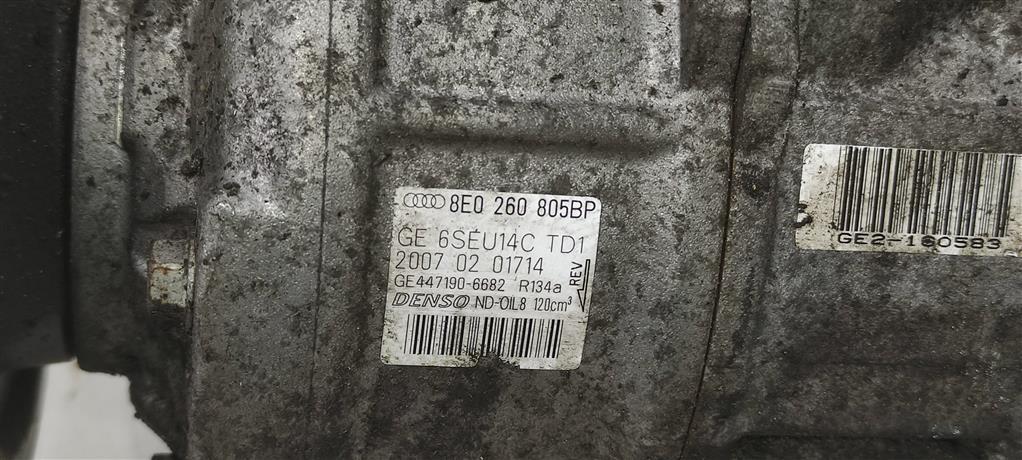 8E0 260 805BP
GE 6SEU14C TD1
2007 02 01714
GE447190-6682 R134a
DENSO ND-OIL8 120cm³
REV
GE2-160583